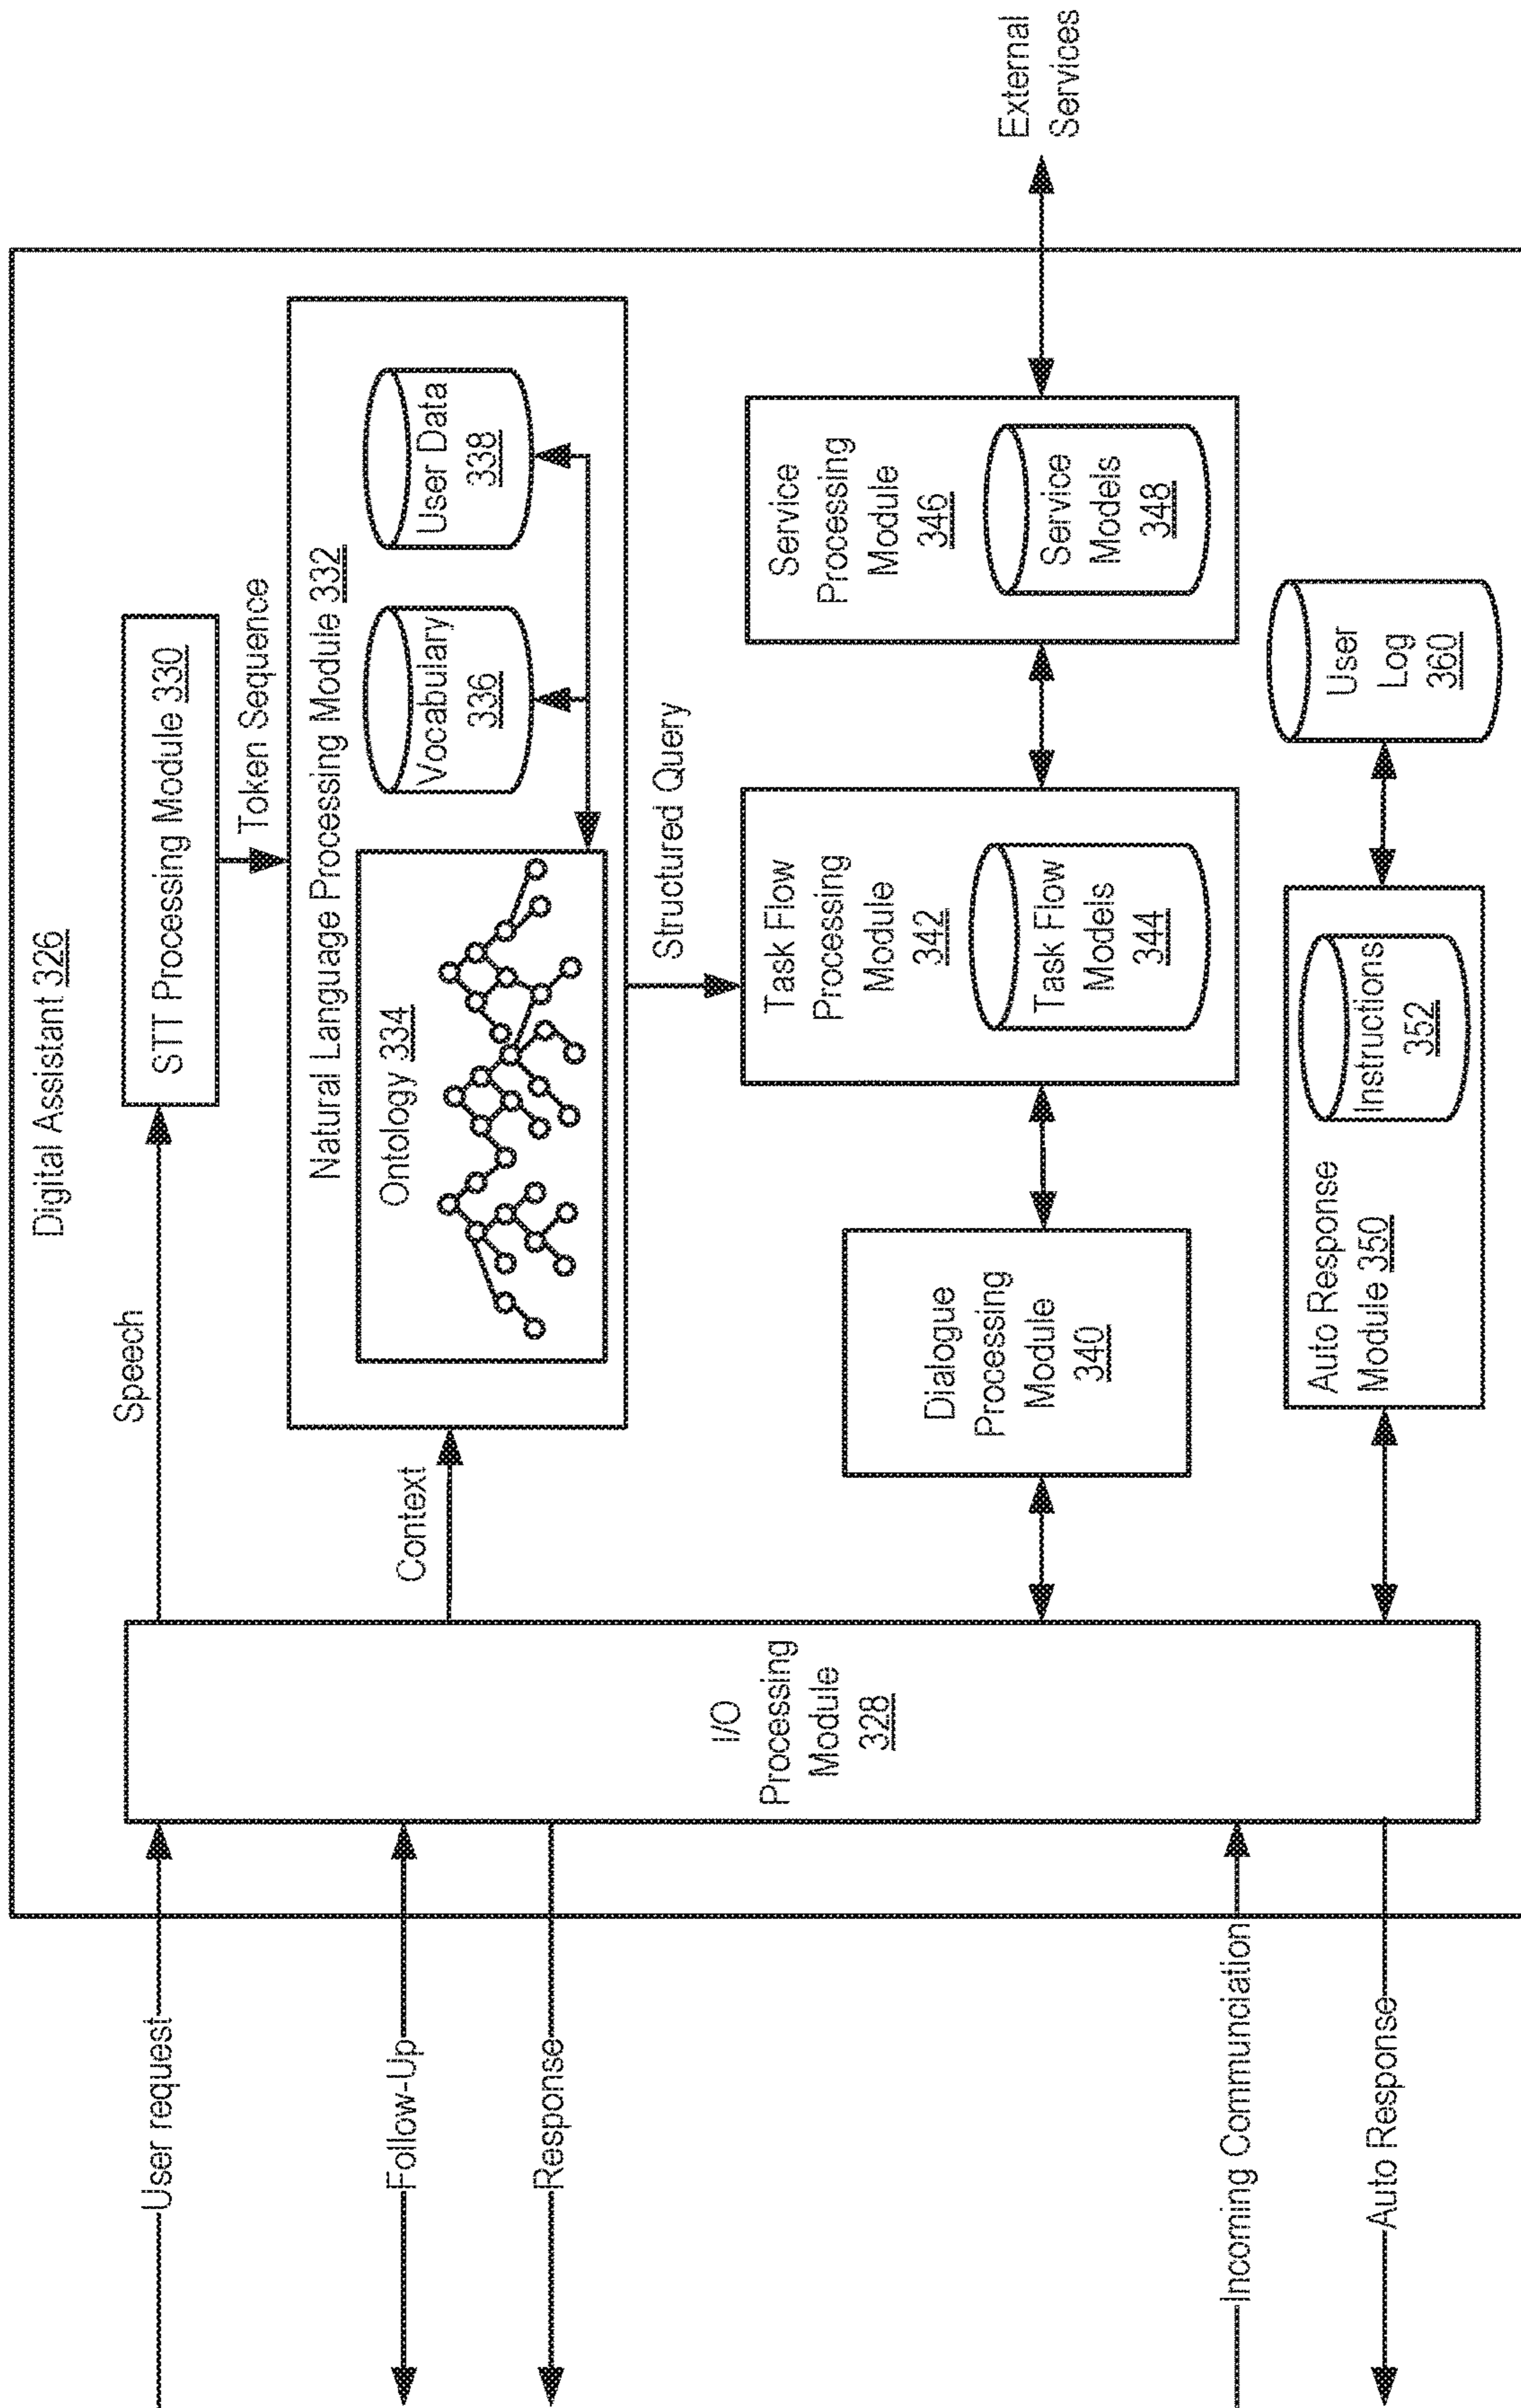 Digital Assistant 326
User request
Follow-Up
Response
Incoming Communciation
Auto Response
I/O
Processing
Module
328
Speech
Context
STT Processing Module 330
Token Sequence
Natural Language Processing Module 332
Ontology 334
Vocabulary
336
User Data
338
Structured Query
Dialogue
Processing
Module
340
Task Flow
Processing
Module
342
Task Flow
Models
344
Service
Processing
Module
346
Service
Models
348
External
Services
Auto Response
Module 350
Instructions
352
User
Log
360